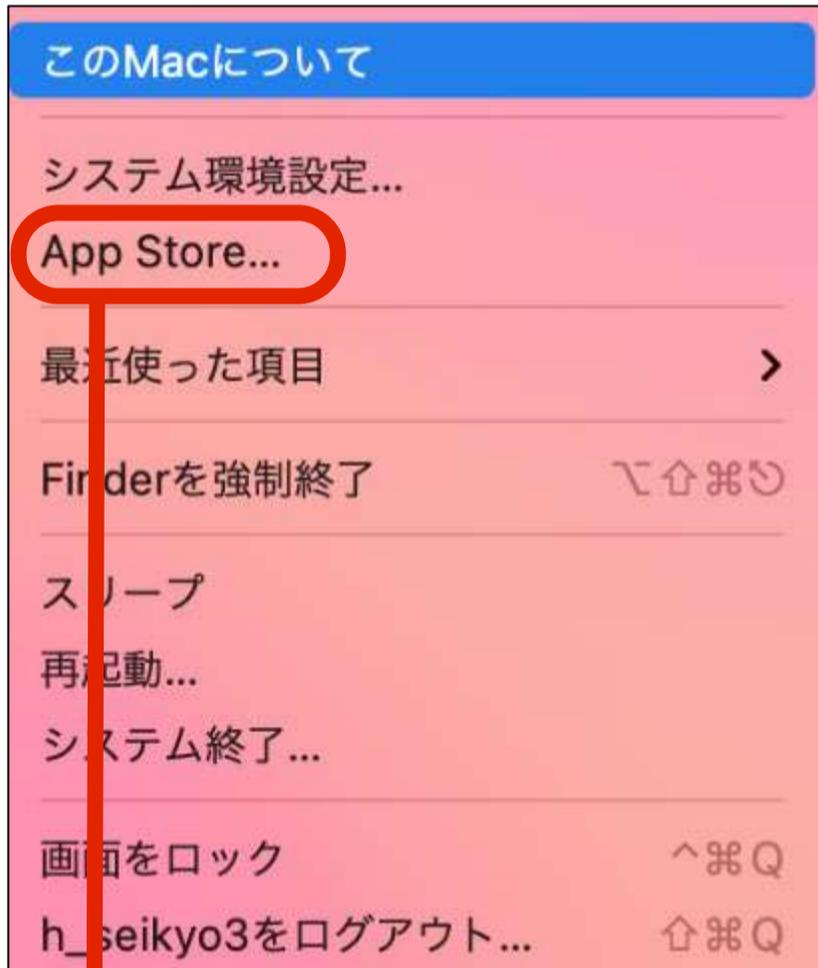 このMacについて
システム環境設定...
App Store...
最近使った項目
Finderを強制終了 ⌥⇧⌘⎋
スリープ
再起動...
システム終了...
画面をロック ^⌘Q
h_seikyo3をログアウト... ⇧⌘Q